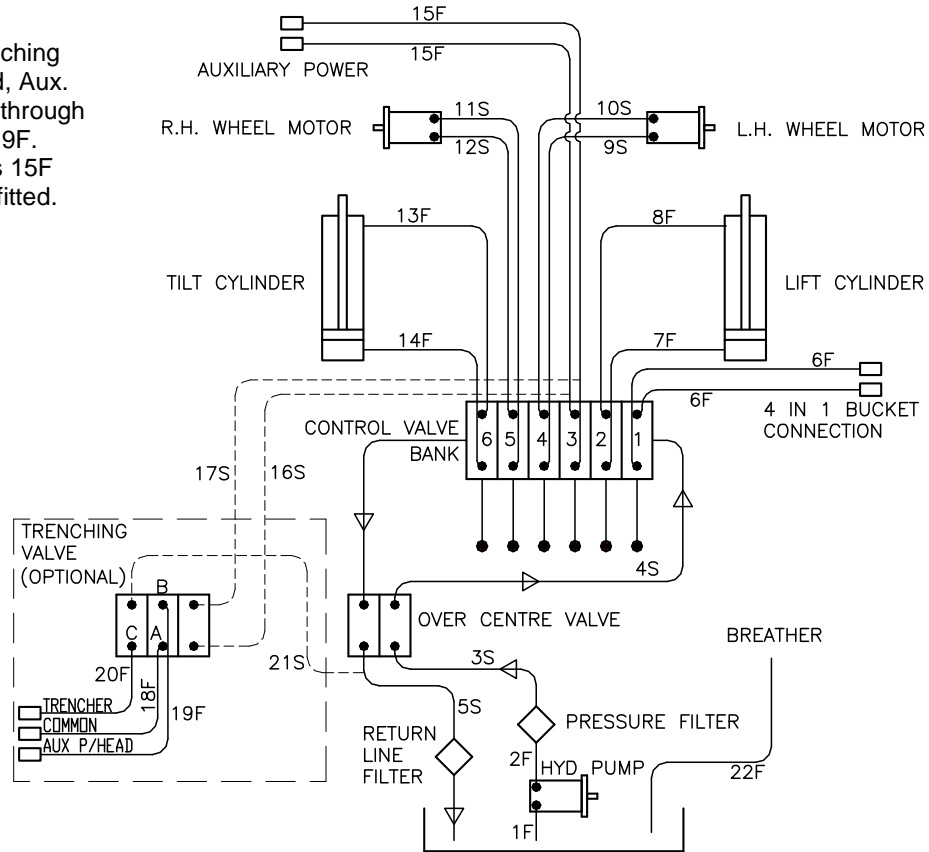 ching
d, Aux.
through
9F.
s 15F
fitted.
15F
15F
AUXILIARY POWER
R.H. WHEEL MOTOR
11S
12S
10S
9S
L.H. WHEEL MOTOR
13F
8F
TILT CYLINDER
LIFT CYLINDER
14F
7F
6F
6F
4 IN 1 BUCKET
CONNECTION
CONTROL VALVE
BANK
6 5 4 3 2 1
17S
16S
TRENCHING
VALVE
(OPTIONAL)
4S
B
C A
OVER CENTRE VALVE
BREATHER
20F
18F
19F
21S
3S
TRENCHER
COMMON
AUX P/HEAD
5S
RETURN
LINE
FILTER
PRESSURE FILTER
2F
HYD PUMP
22F
1F